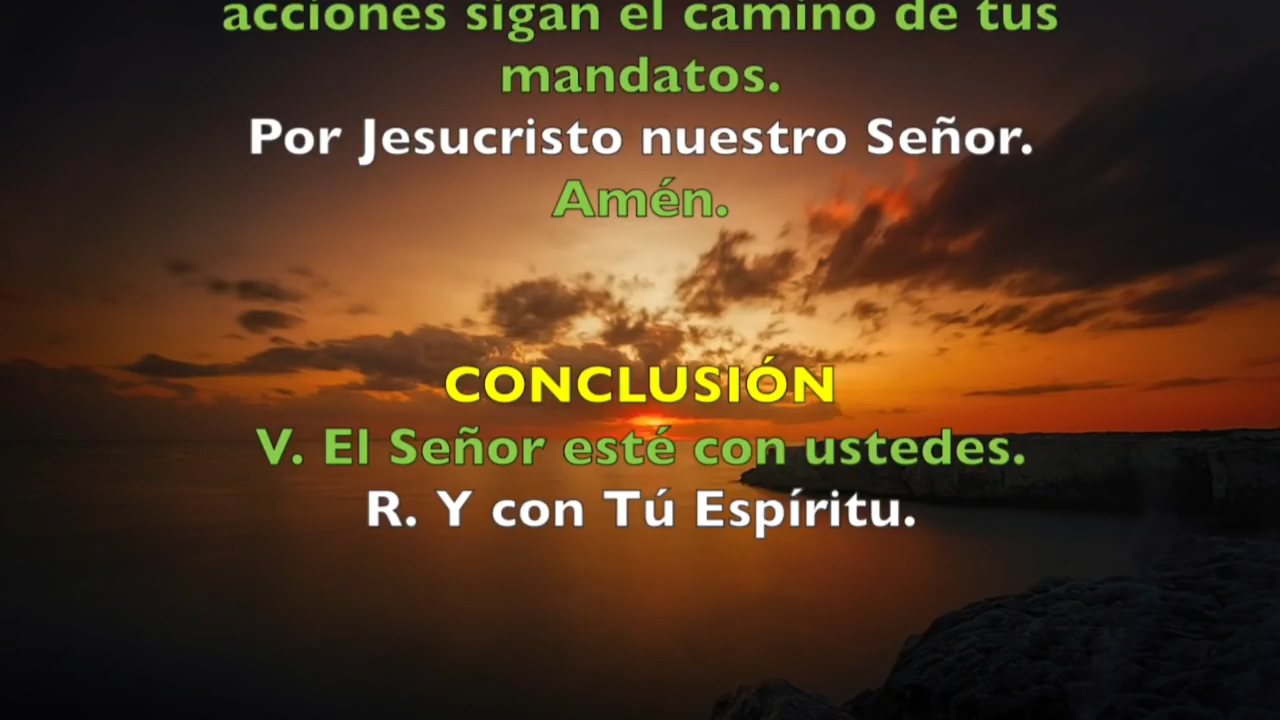 acciones sigan el camino de tus
mandatos.
Por Jesucristo nuestro Señor.
Amén.
CONCLUSIÓN
V. El Señor esté con ustedes.
R. Y con Tú Espíritu.